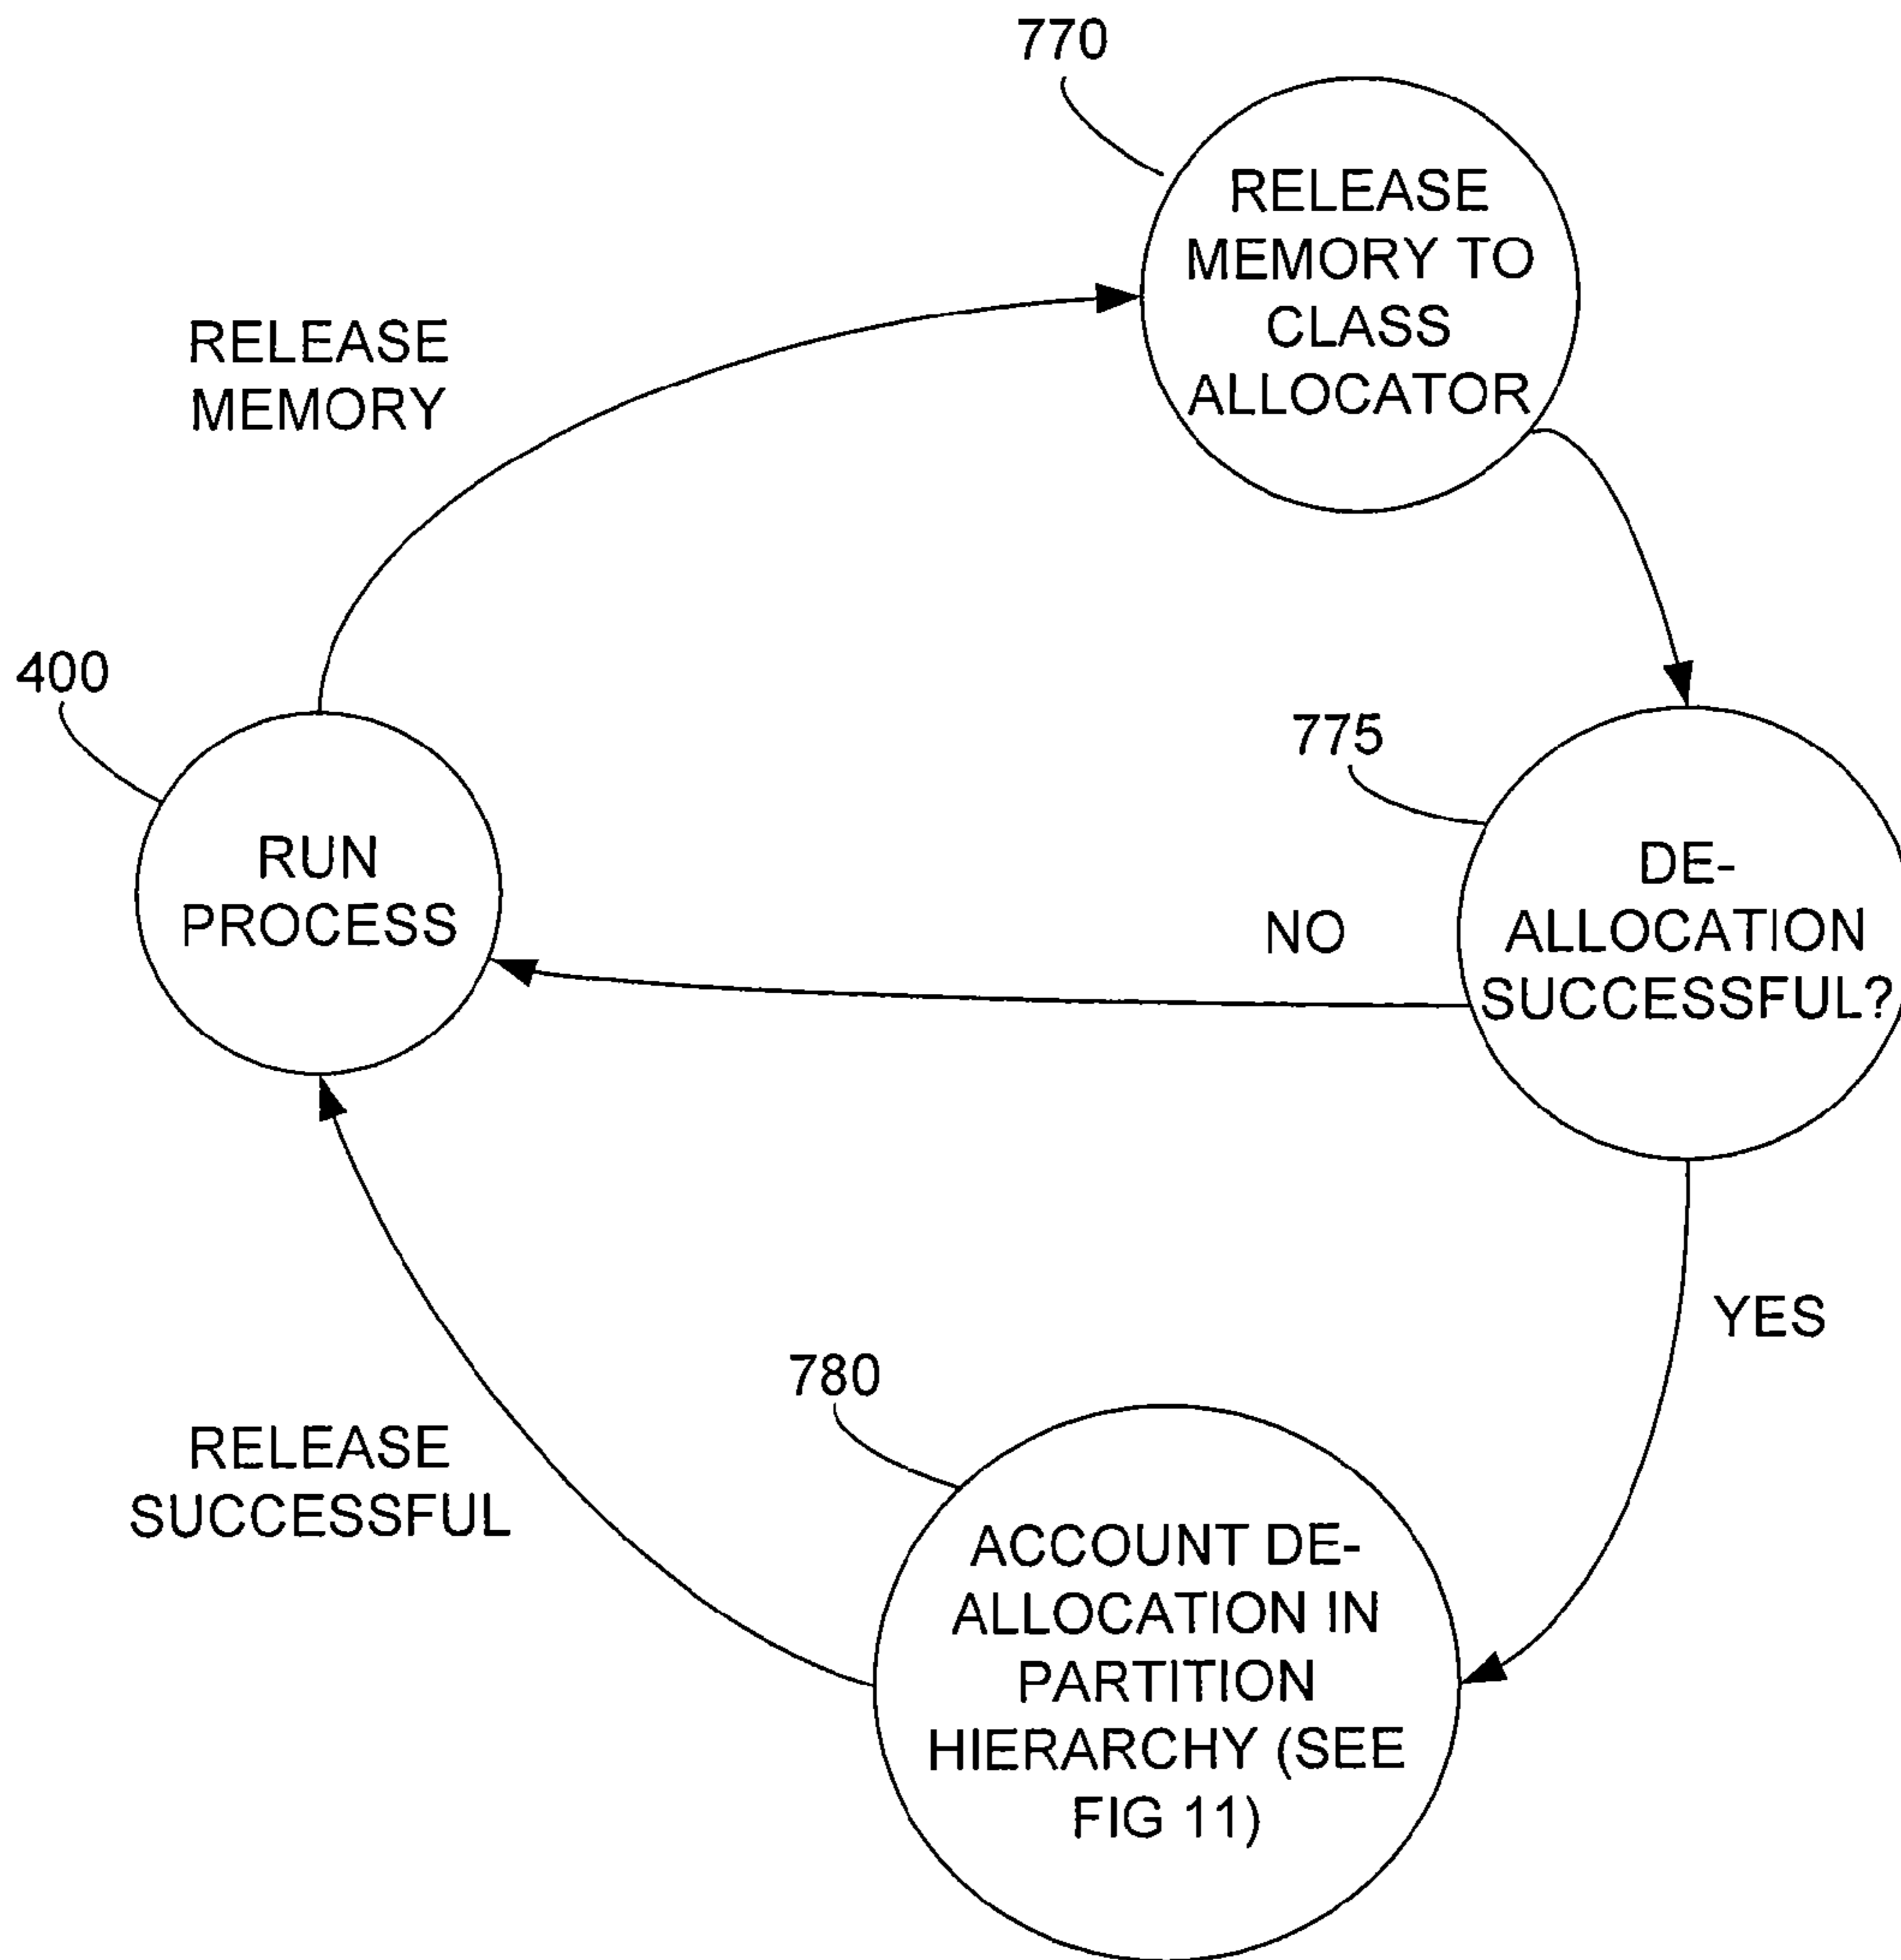 770
RELEASE
MEMORY TO
CLASS
ALLOCATOR
RELEASE
MEMORY
400
775
RUN
PROCESS
DE-
ALLOCATION
SUCCESSFUL?
NO
YES
780
RELEASE
SUCCESSFUL
ACCOUNT DE-
ALLOCATION IN
PARTITION
HIERARCHY (SEE
FIG 11)